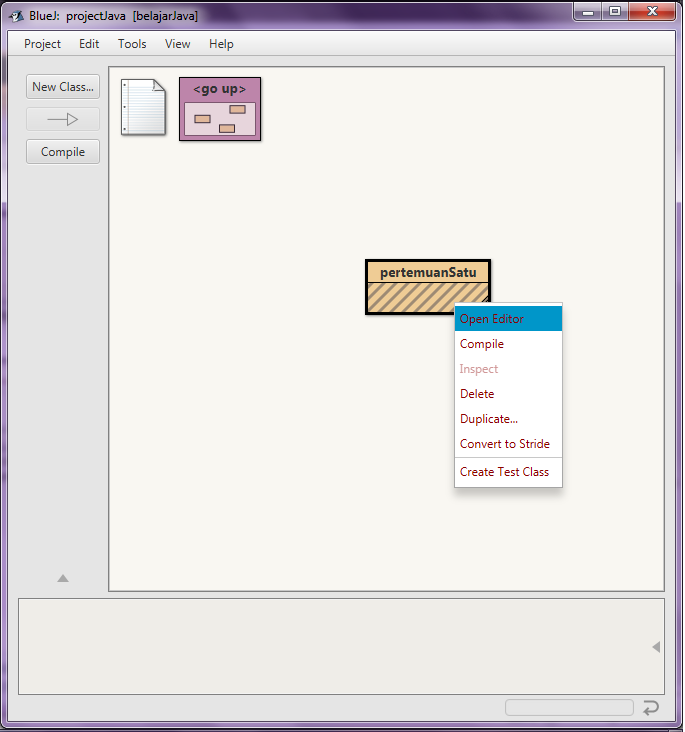 BlueJ: projectJava [belajarJava]
Project Edit Tools View Help
New Class...
Compile
<go up>
pertemuanSatu
Open Editor
Compile
Inspect
Delete
Duplicate...
Convert to Stride
Create Test Class